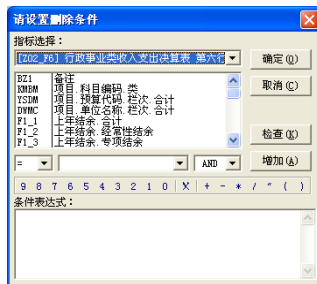 请设置删除条件
指标选择：
[Z02_F6] 行政事业类收入支出决算表 第六行
确定(O)
BZ1 备注
KMBM 项目.科目编码.类
YSDM 项目.预算代码.栏次.合计
DWMC 项目.单位名称.栏次.合计
F1_1 上年结余.合计
F1_2 上年结余.经常性结余
F1_3 上年结余.专项结余
取消(C)
检查(K)
= AND 增加(A)
9 8 7 6 5 4 3 2 1 0 X + - * / " ( )
条件表达式：